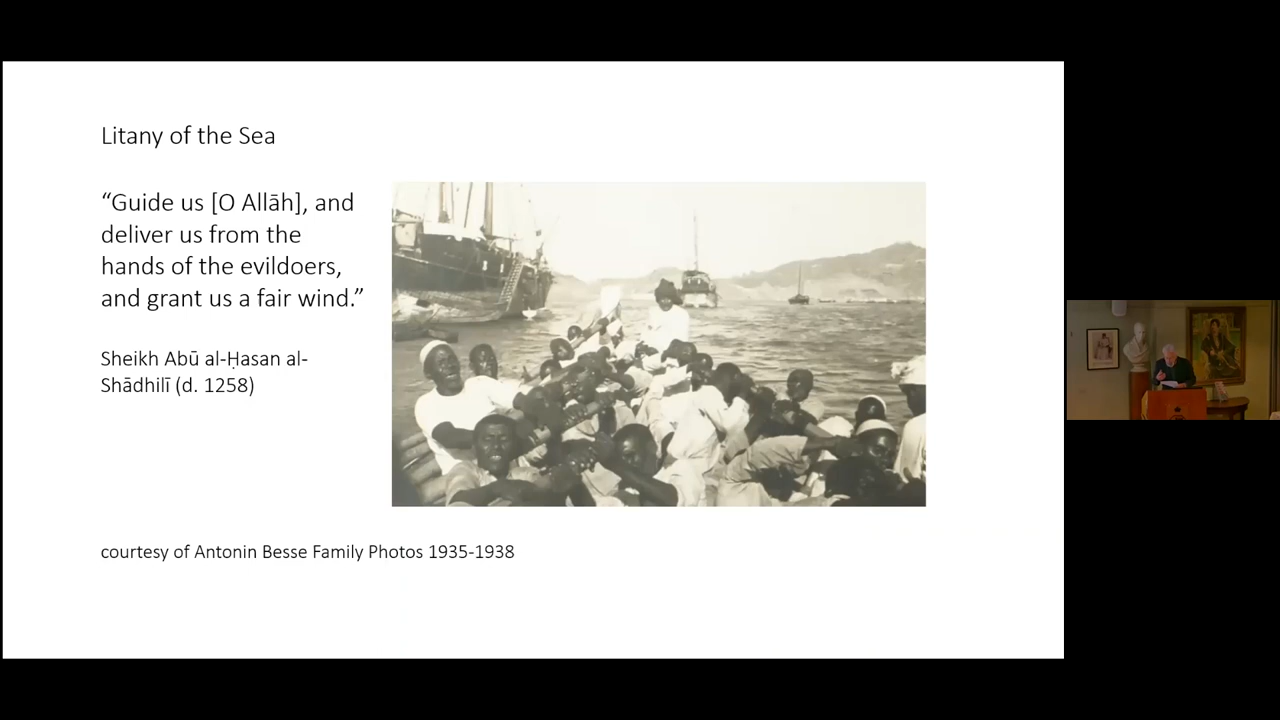 Litany of the Sea
“Guide us [O Allāh], and
deliver us from the
hands of the evildoers,
and grant us a fair wind.”
Sheikh Abū al-Ḥasan al-
Shādhilī (d. 1258)
courtesy of Antonin Besse Family Photos 1935-1938